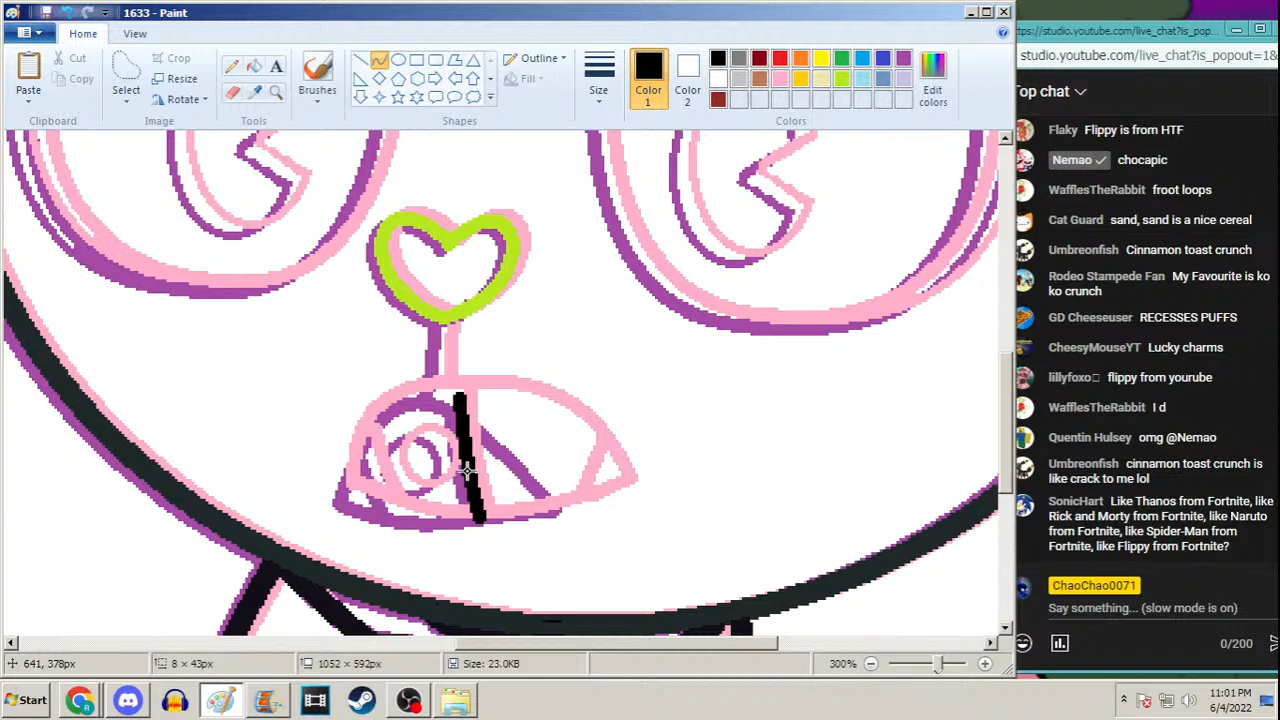 1633 - Paint
ttps://studio.youtube.com/live_chat?is_pop...
studio.youtube.com/live_chat?is_popout=1&
Home View
Cut
Copy
Paste
Clipboard
Crop
Resize
Rotate
Select
Image
Tools
Brushes
Outline
Fill
Shapes
Size
Color 1
Color 2
Edit colors
Colors
Top chat
Flaky Flippy is from HTF
Nemao chocapic
WafflesTheRabbit froot loops
Cat Guard sand, sand is a nice cereal
Umbreonfish Cinnamon toast crunch
Rodeo Stampede Fan My Favourite is ko
ko crunch
GD Cheeseuser RECESSES PUFFS
CheesyMouseYT Lucky charms
lillyfoxo flippy from yourube
WafflesTheRabbit I d
Quentin Hulsey omg @Nemao
Umbreonfish cinnamon toast crunch is
like crack to me lol
SonicHart Like Thanos from Fortnite, like
Rick and Morty from Fortnite, like Naruto
from Fortnite, like Spider-Man from
Fortnite, like Flippy from Fortnite?
ChaoChao0071
Say something... (slow mode is on)
0/200
641, 378px
8 × 43px
1052 × 592px
Size: 23.0KB
300%
Start
11:01 PM
6/4/2022